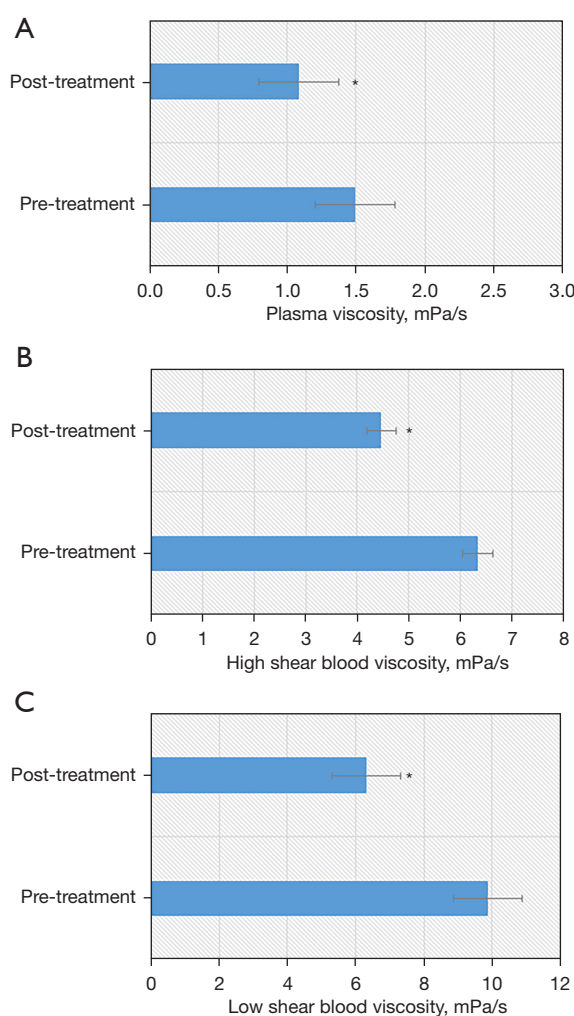 A
Post-treatment
*
Pre-treatment
0.0 0.5 1.0 1.5 2.0 2.5 3.0
Plasma viscosity, mPa/s
B
Post-treatment
*
Pre-treatment
0 1 2 3 4 5 6 7 8
High shear blood viscosity, mPa/s
C
Post-treatment
*
Pre-treatment
0 2 4 6 8 10 12
Low shear blood viscosity, mPa/s